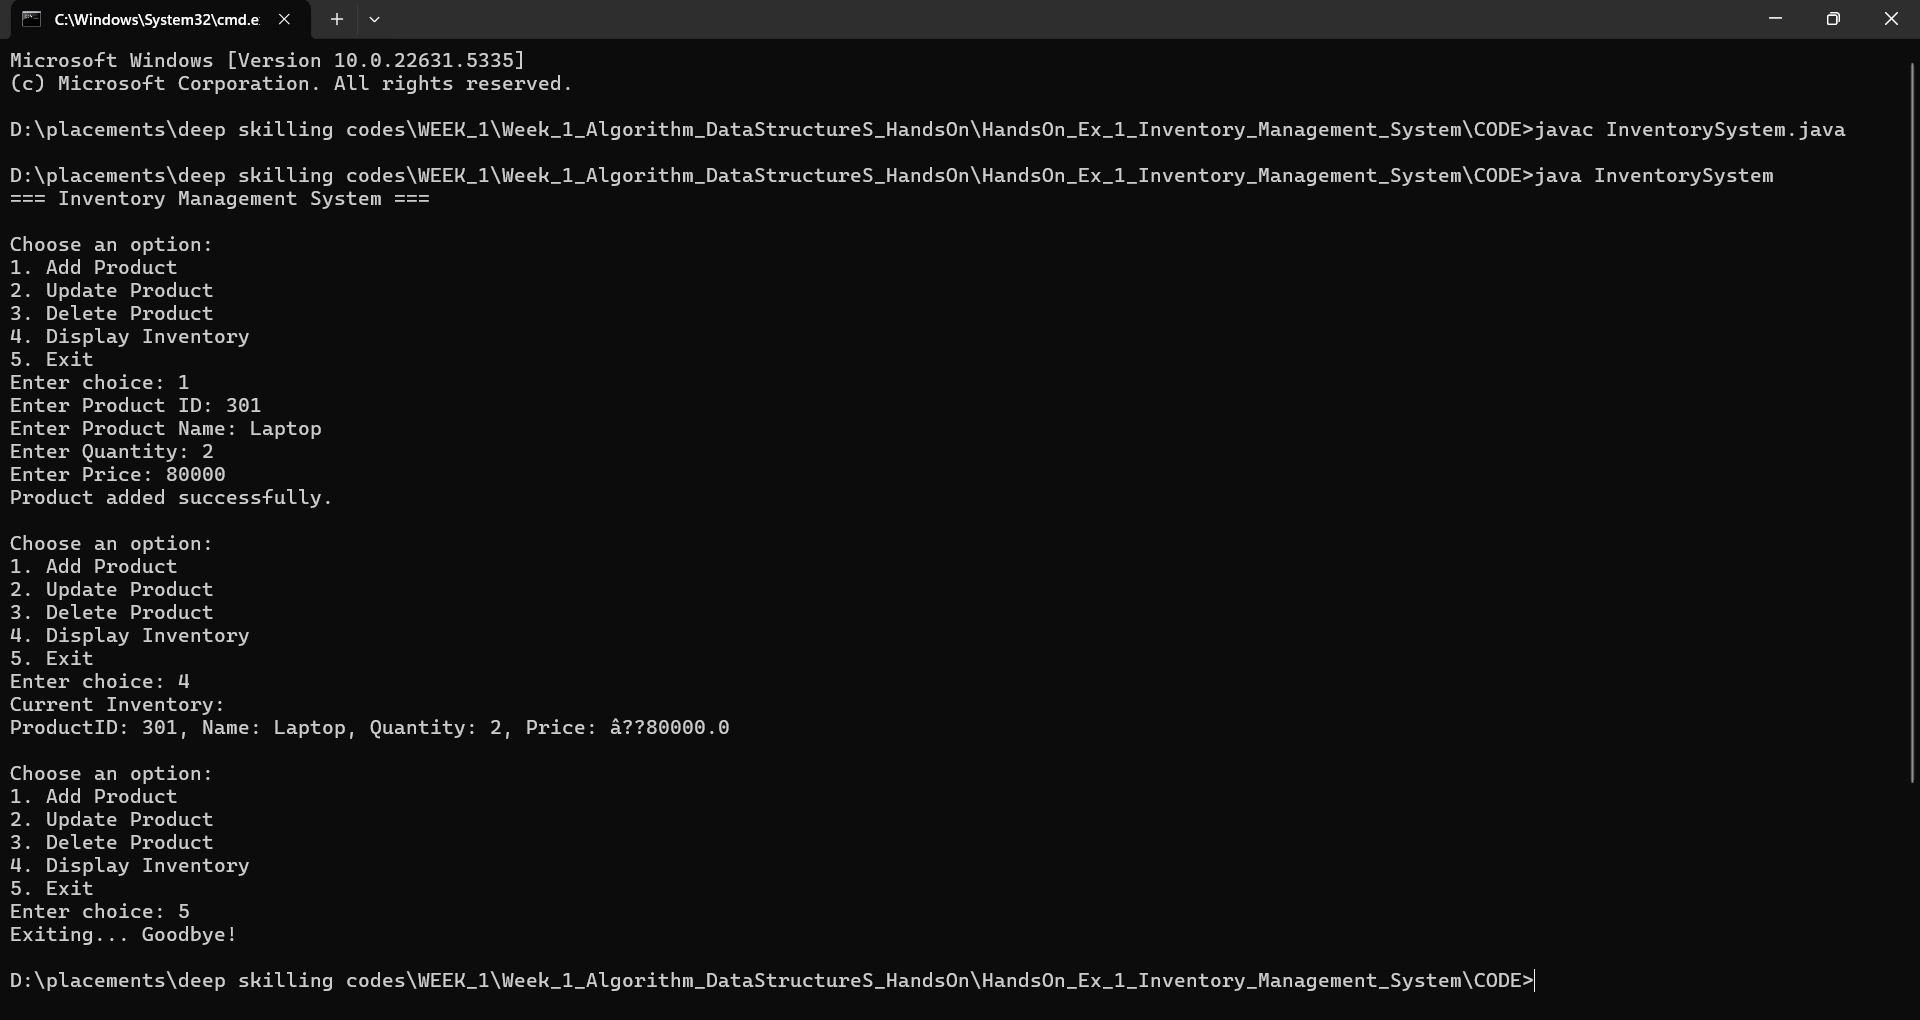 C:\Windows\System32\cmd.e
Microsoft Windows [Version 10.0.22631.5335]
(c) Microsoft Corporation. All rights reserved.
D:\placements\deep skilling codes\WEEK_1\Week_1_Algorithm_DataStructureS_HandsOn\HandsOn_Ex_1_Inventory_Management_System\CODE>javac InventorySystem.java
D:\placements\deep skilling codes\WEEK_1\Week_1_Algorithm_DataStructureS_HandsOn\HandsOn_Ex_1_Inventory_Management_System\CODE>java InventorySystem
=== Inventory Management System ===
Choose an option:
1. Add Product
2. Update Product
3. Delete Product
4. Display Inventory
5. Exit
Enter choice: 1
Enter Product ID: 301
Enter Product Name: Laptop
Enter Quantity: 2
Enter Price: 80000
Product added successfully.
Choose an option:
1. Add Product
2. Update Product
3. Delete Product
4. Display Inventory
5. Exit
Enter choice: 4
Current Inventory:
ProductID: 301, Name: Laptop, Quantity: 2, Price: â??80000.0
Choose an option:
1. Add Product
2. Update Product
3. Delete Product
4. Display Inventory
5. Exit
Enter choice: 5
Exiting... Goodbye!
D:\placements\deep skilling codes\WEEK_1\Week_1_Algorithm_DataStructureS_HandsOn\HandsOn_Ex_1_Inventory_Management_System\CODE>